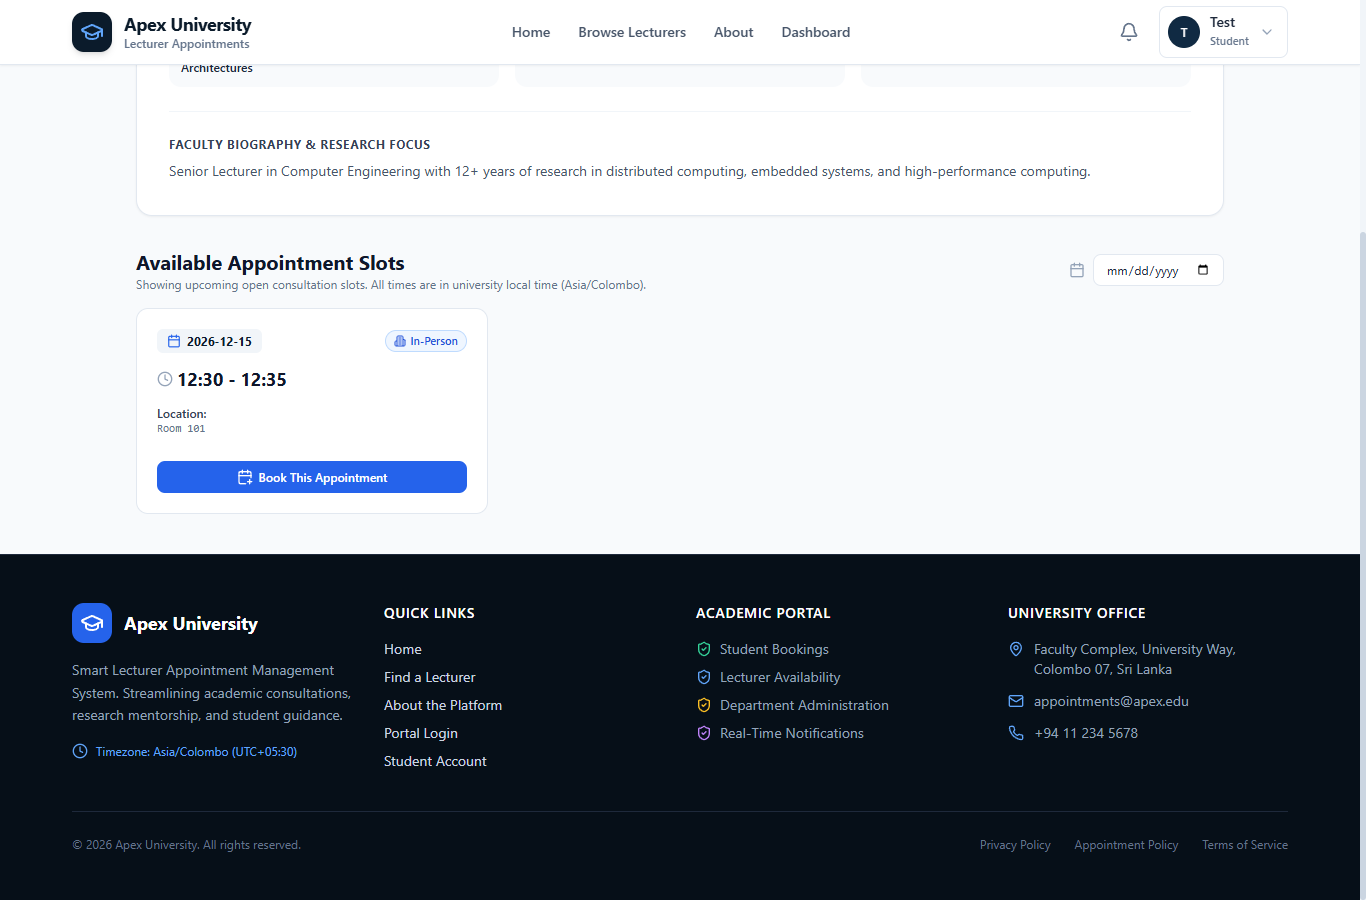 Apex University
Lecturer Appointments
Home
Browse Lecturers
About
Dashboard
T
Test
Student
Architectures
FACULTY BIOGRAPHY & RESEARCH FOCUS
Senior Lecturer in Computer Engineering with 12+ years of research in distributed computing, embedded systems, and high-performance computing.
Available Appointment Slots
Showing upcoming open consultation slots. All times are in university local time (Asia/Colombo).
mm/dd/yyyy
2026-12-15
In-Person
12:30 - 12:35
Location:
Room 101
Book This Appointment
Apex University
Smart Lecturer Appointment Management
System. Streamlining academic consultations,
research mentorship, and student guidance.
Timezone: Asia/Colombo (UTC+05:30)
QUICK LINKS
Home
Find a Lecturer
About the Platform
Portal Login
Student Account
ACADEMIC PORTAL
Student Bookings
Lecturer Availability
Department Administration
Real-Time Notifications
UNIVERSITY OFFICE
Faculty Complex, University Way,
Colombo 07, Sri Lanka
appointments@apex.edu
+94 11 234 5678
© 2026 Apex University. All rights reserved.
Privacy Policy
Appointment Policy
Terms of Service